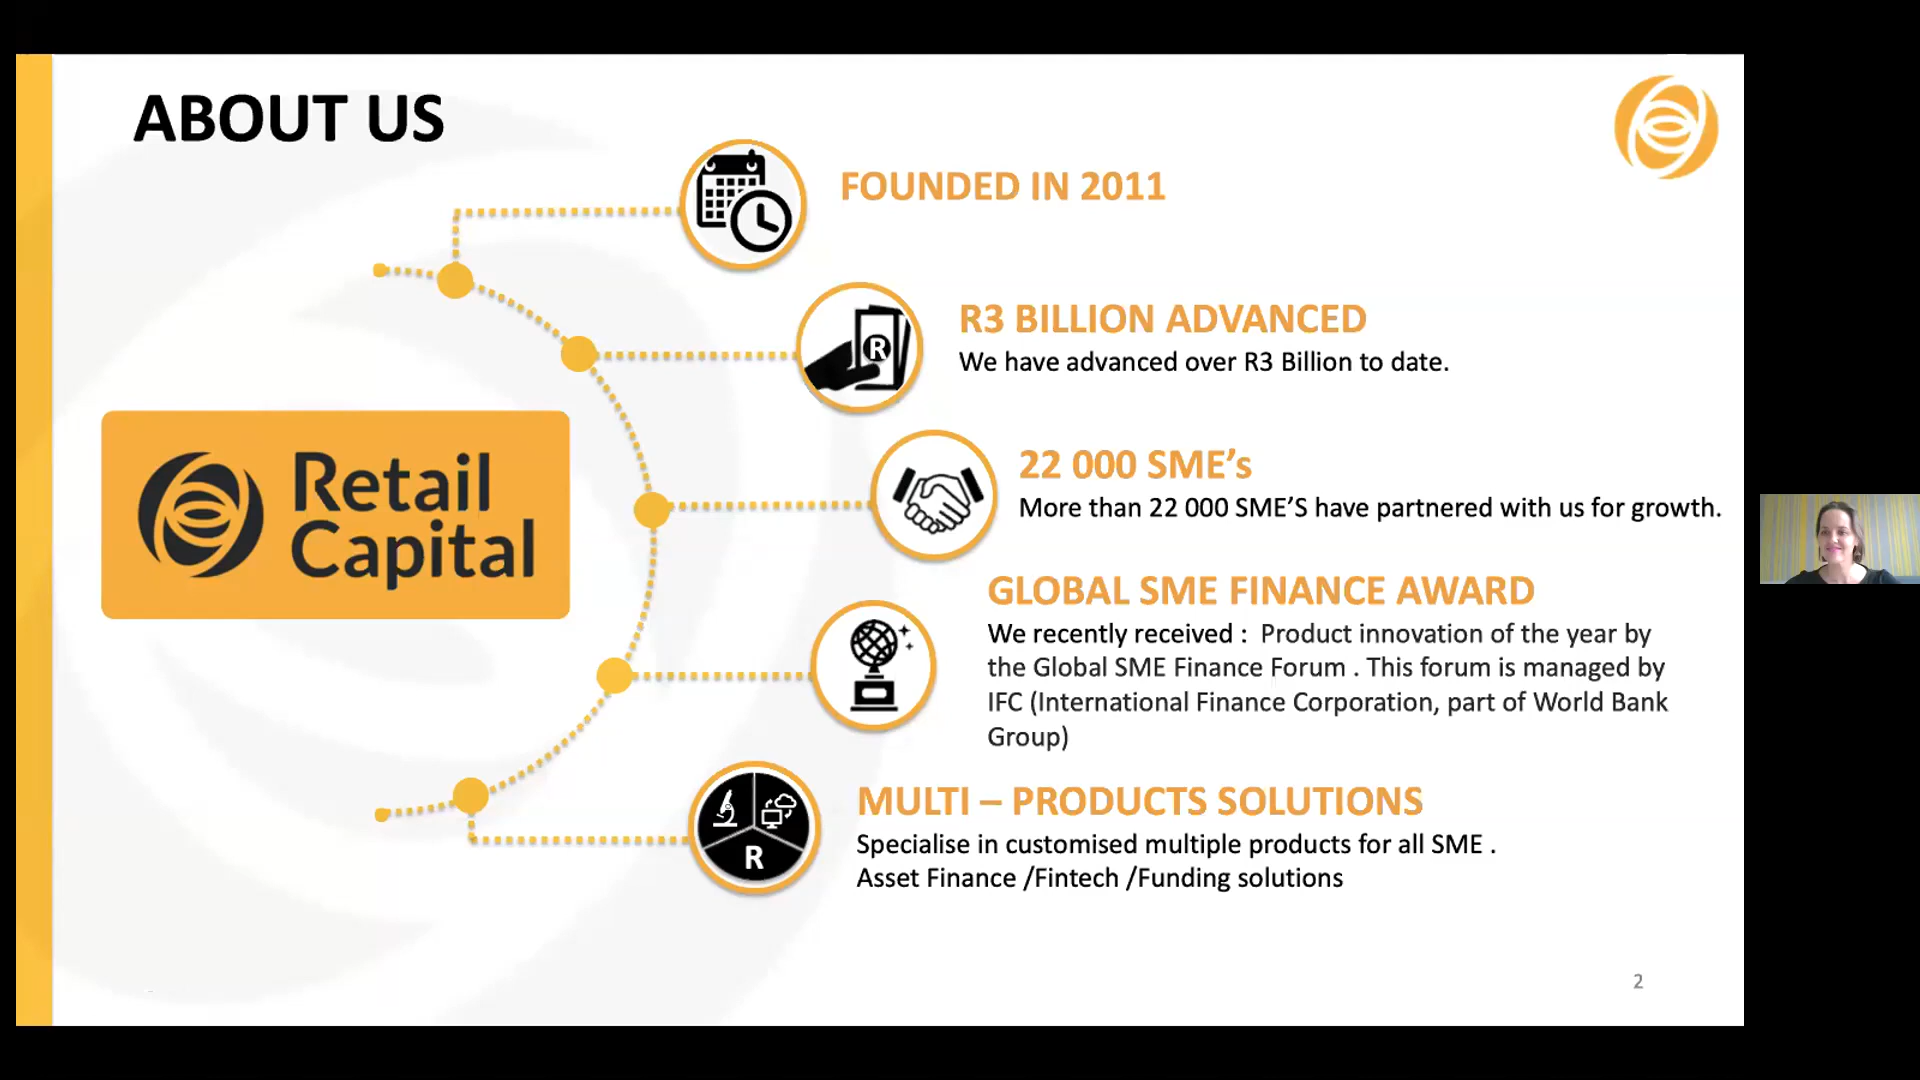 ABOUT US
FOUNDED IN 2011
R3 BILLION ADVANCED
We have advanced over R3 Billion to date.
R
Retail
Capital
22 000 SME’s
More than 22 000 SME’S have partnered with us for growth.
GLOBAL SME FINANCE AWARD
We recently received : Product innovation of the year by
the Global SME Finance Forum . This forum is managed by
IFC (International Finance Corporation, part of World Bank
Group)
MULTI – PRODUCTS SOLUTIONS
Specialise in customised multiple products for all SME .
Asset Finance /Fintech /Funding solutions
R
2